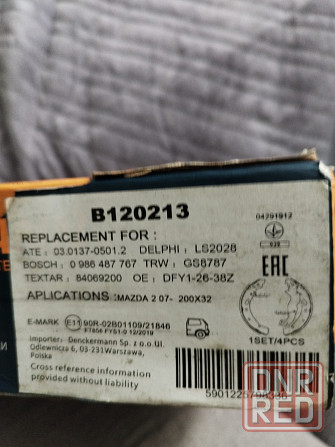 B120213
04291912
REPLACEMENT FOR :
ATE : 03.0137-0501.2 DELPHI : LS2028
BOSCH : 0 986 487 767 TRW : GS8787
TEXTAR : 84069200 OE : DFY1-26-38Z
EAC
APLICATIONS :MAZDA 2 07- 200X32
E-MARK E11 90R-02B01109/21846
1SET/4PCS
Importer: Denckermann Sp. z o.o. Ul.
Odlewnicza 6, 03-231Warszawa,
Polska
Cross reference information
provided without liability
DNR
RED